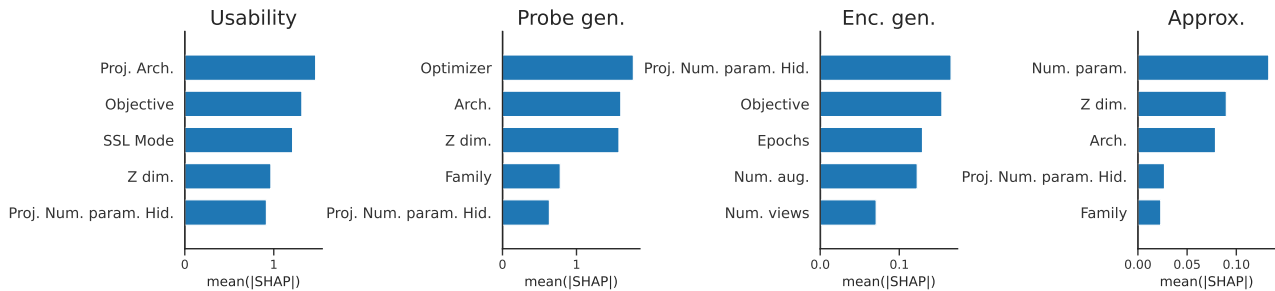 Usability
Proj. Arch.
Objective
SSL Mode
Z dim.
Proj. Num. param. Hid.
0 1
mean(|SHAP|)
Probe gen.
Optimizer
Arch.
Z dim.
Family
Proj. Num. param. Hid.
0 1
mean(|SHAP|)
Enc. gen.
Proj. Num. param. Hid.
Objective
Epochs
Num. aug.
Num. views
0.0 0.1
mean(|SHAP|)
Approx.
Num. param.
Z dim.
Arch.
Proj. Num. param. Hid.
Family
0.00 0.05 0.10
mean(|SHAP|)